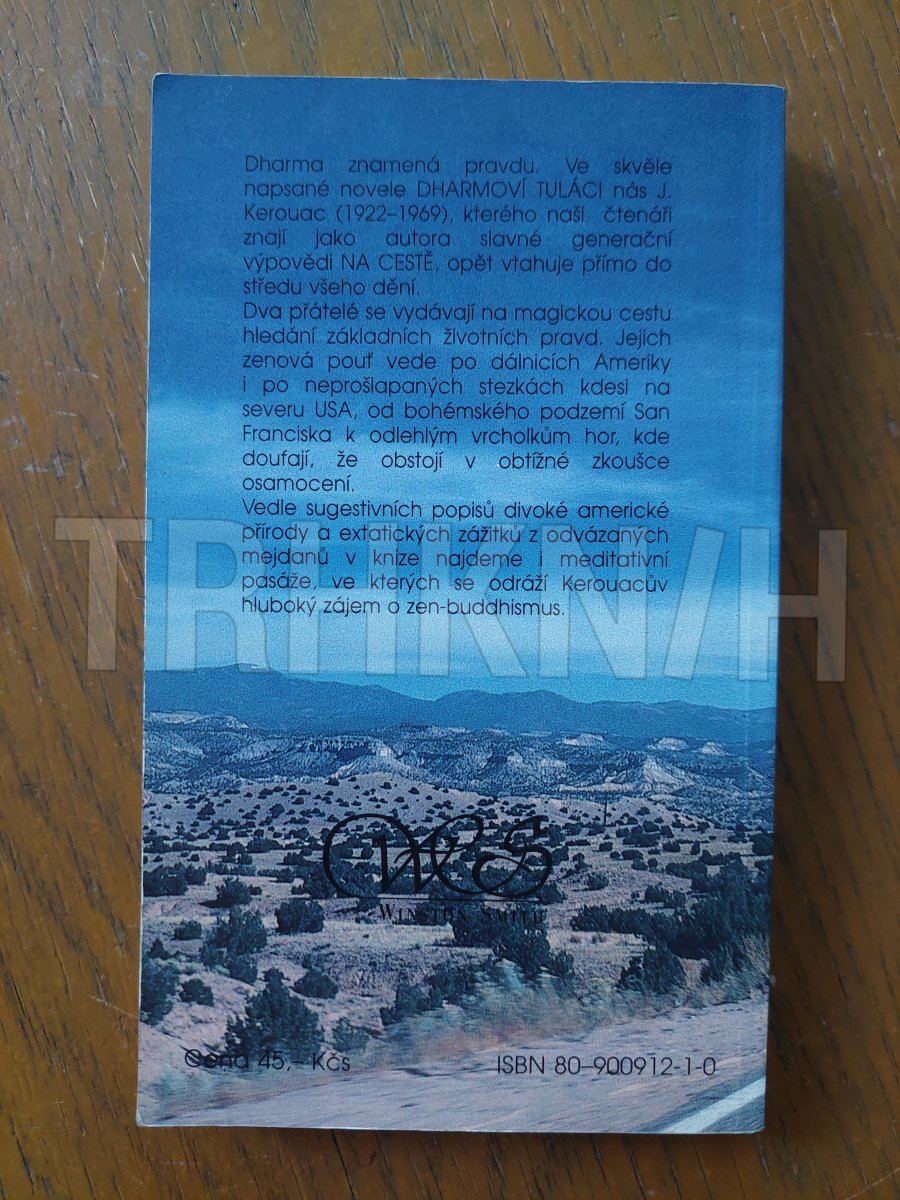 Dharma znamená pravdu. Ve skvěle
napsané novele DHARMOVÍ TULÁCI nás J.
Kerouac (1922–1969), kterého naši čtenáři
znají jako autora slavné generační
výpovědi NA CESTĚ, opět vtahuje přímo do
středu všeho dění.
Dva přátelé se vydávají na magickou cestu
hledání základních životních pravd. Jejich
zenová pouť vede po dálnicích Ameriky
i po neprošlapaných stezkách kdesi na
severu USA, od bohémského podzemí San
Franciska k odlehlým vrcholkům hor, kde
doufají, že obstojí v obtížné zkoušce
osamocení.
Vedle sugestivních popisů divoké americké
přírody a extatických zážitků z odvázaných
mejdanů v knize najdeme i meditativní
pasáže, ve kterých se odráží Kerouacův
hluboký zájem o zen-buddhismus.
WINSTON SMITH
Cena 45,– Kčs
ISBN 80–900912-1-0